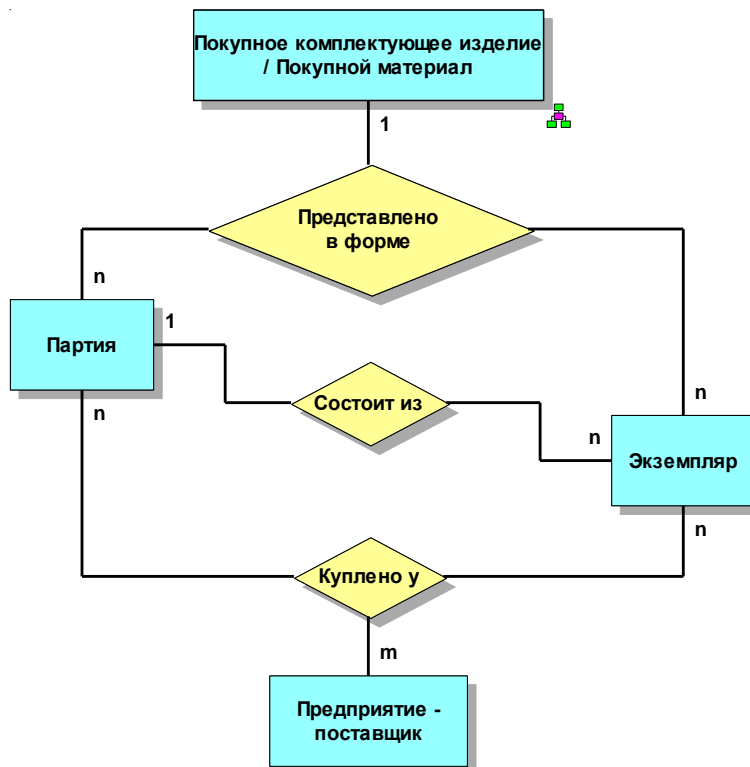 Покупное комплектующее изделие
/ Покупной материал
1
Представлено
в форме
n
Партия
1
Состоит из
n
n
n
Экземпляр
n
Куплено у
m
Предприятие -
поставщик